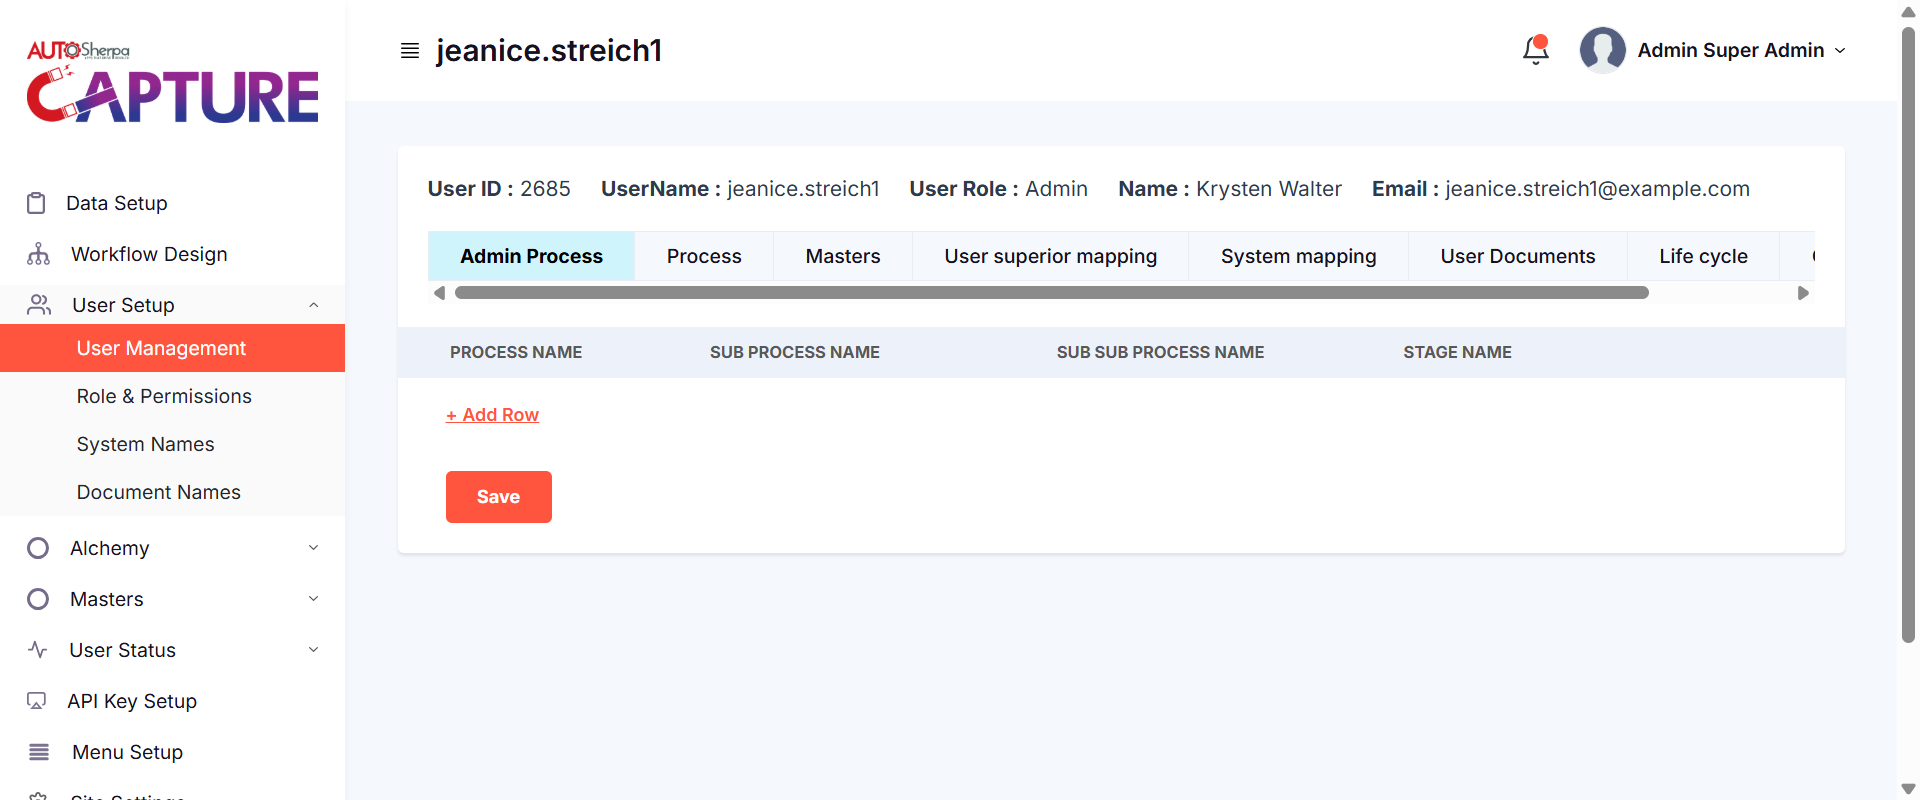 AUTOSherpa
CAPTURE
jeanice.streich1
Admin Super Admin
Data Setup
Workflow Design
User Setup
User Management
Role & Permissions
System Names
Document Names
Alchemy
Masters
User Status
API Key Setup
Menu Setup
Site Settings
User ID : 2685 UserName : jeanice.streich1 User Role : Admin Name : Krysten Walter Email : jeanice.streich1@example.com
Admin Process Process Masters User superior mapping System mapping User Documents Life cycle
PROCESS NAME SUB PROCESS NAME SUB SUB PROCESS NAME STAGE NAME
+ Add Row
Save